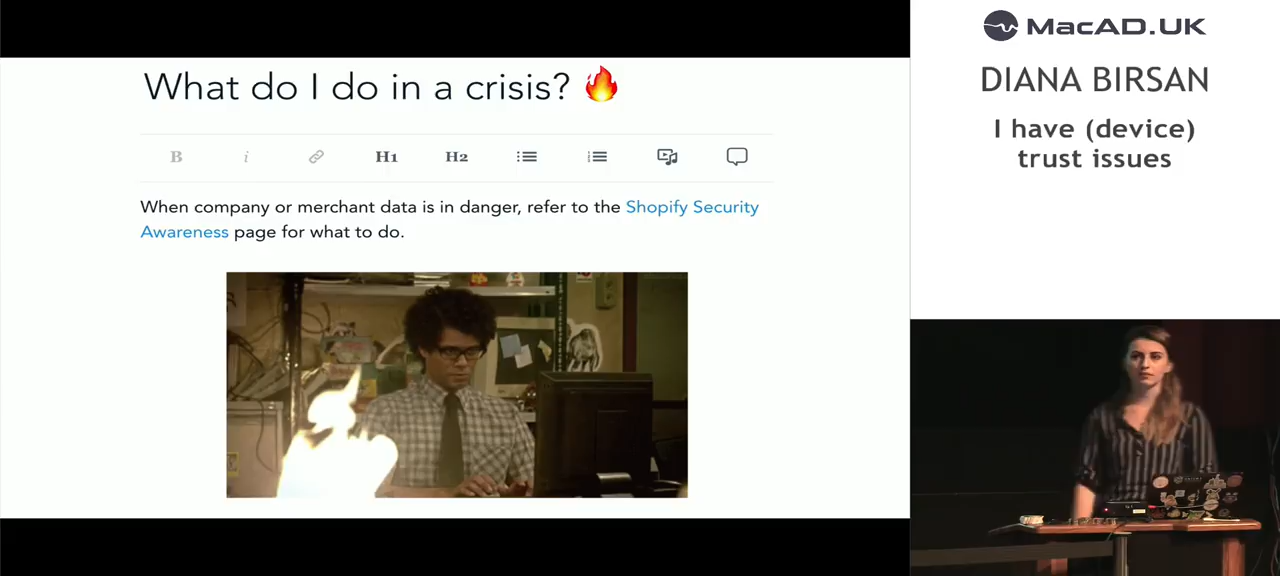 What do I do in a crisis? 🔥
B i H1 H2
When company or merchant data is in danger, refer to the Shopify Security
Awareness page for what to do.
MacAD.UK
DIANA BIRSAN
I have (device)
trust issues